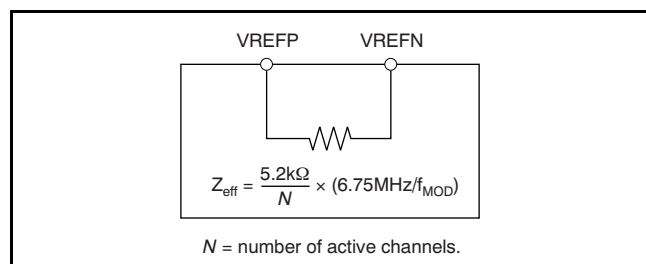 VREFP VREFN
Z_eff = 5.2kΩ/N × (6.75MHz/f_MOD)
N = number of active channels.